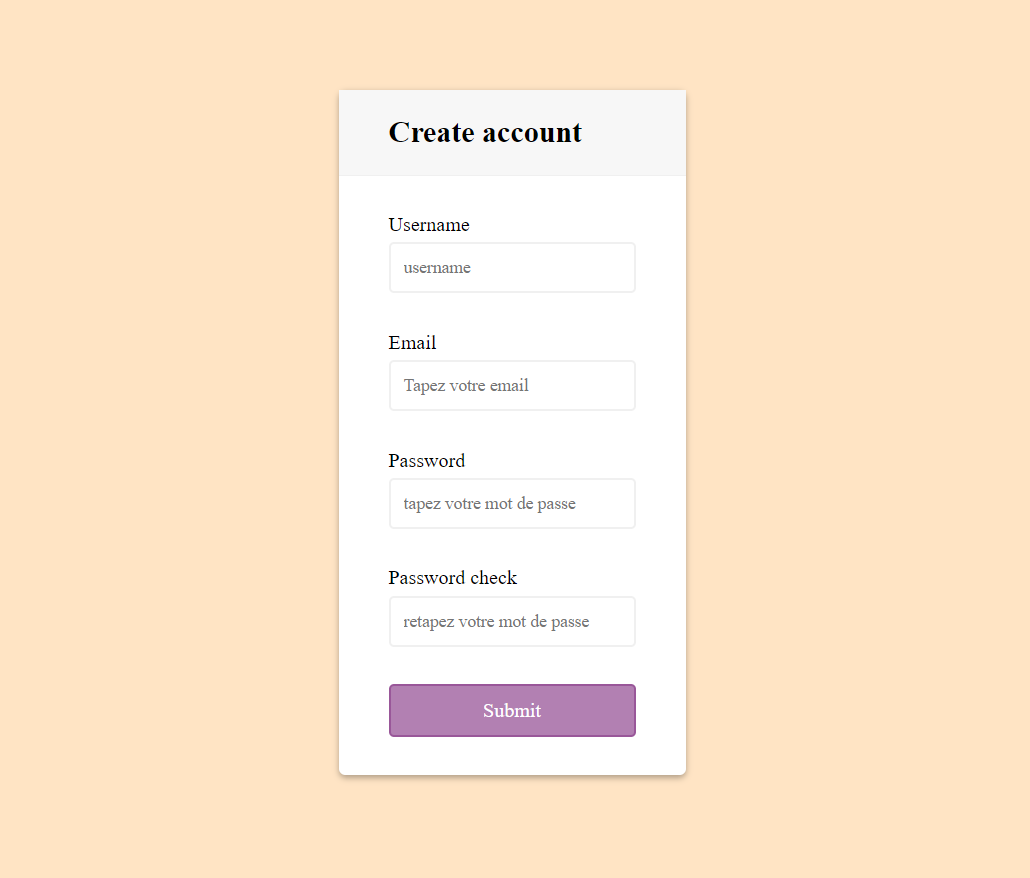 Create account
Username
username
Email
Tapez votre email
Password
tapez votre mot de passe
Password check
retapez votre mot de passe
Submit